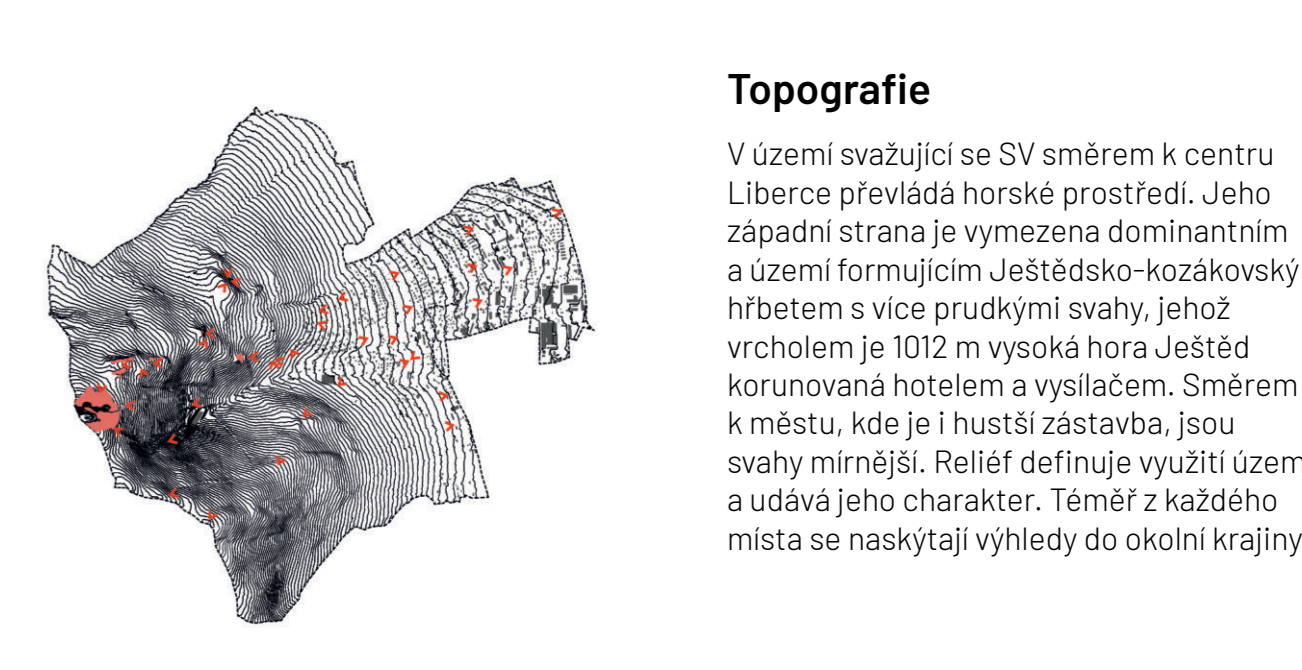 Topografie
V území svažující se SV směrem k centru
Liberce převládá horské prostředí. Jeho
západní strana je vymezena dominantním
a území formujícím Ještědsko-kozákovský
hřbetem s více prudkými svahy, jehož
vrcholem je 1012 m vysoká hora Ještěd
korunovaná hotelem a vysílačem. Směrem
k městu, kde je i hustší zástavba, jsou
svahy mírnější. Reliéf definuje využití územ
a udává jeho charakter. Téměř z každého
místa se naskýtají výhledy do okolní krajiny